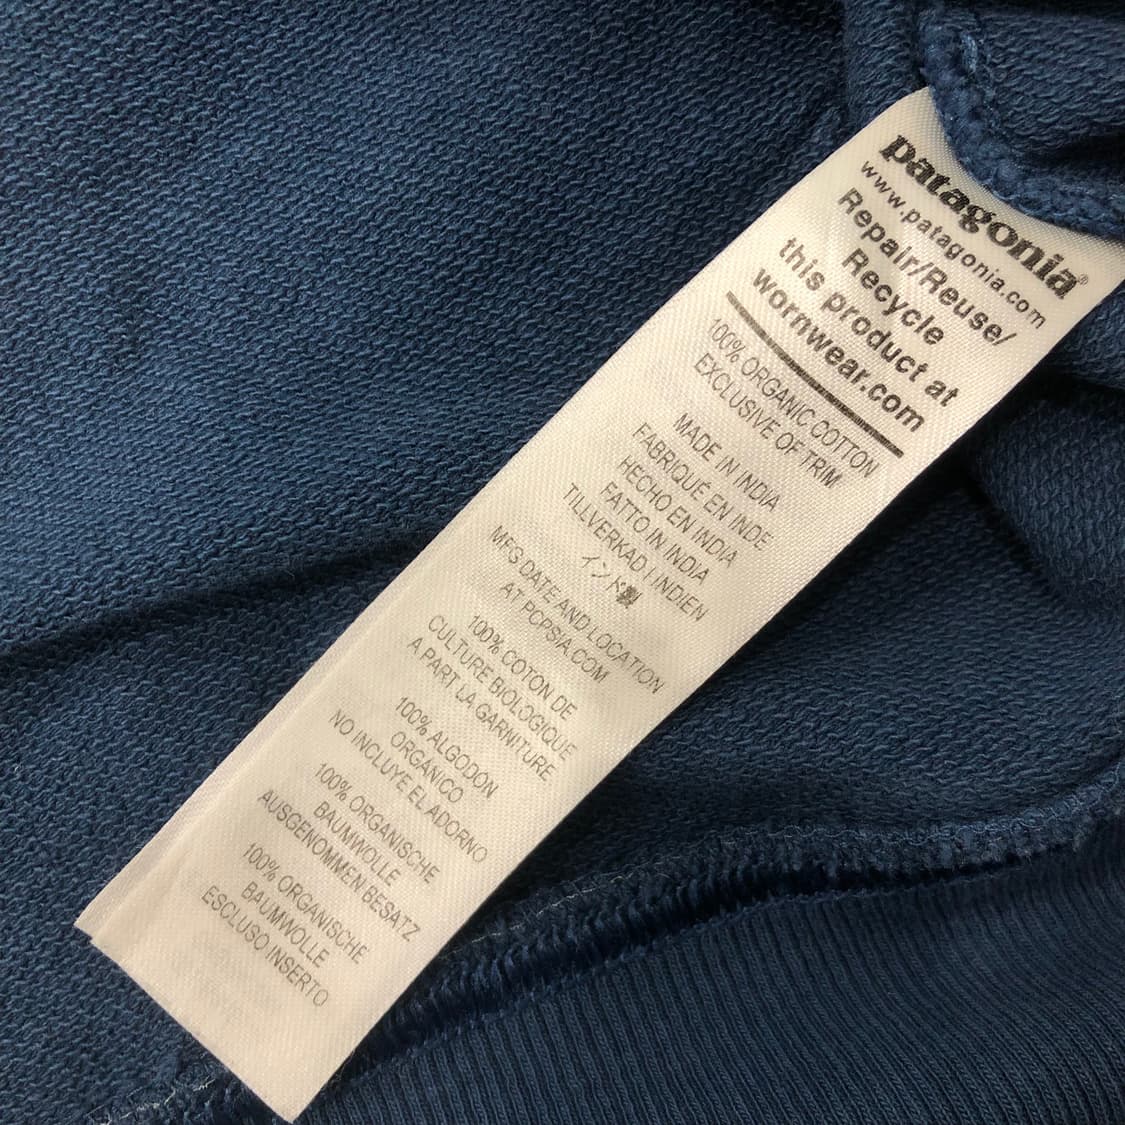 patagonia®
www.patagonia.com
Repair/Reuse/
Recycle
this product at
wornwear.com
100% ORGANIC COTTON
EXCLUSIVE OF TRIM
MADE IN INDIA
FABRIQUÉ EN INDE
HECHO EN INDIA
FATTO IN INDIA
TILLVERKAD I INDIEN
インド製
MFG DATE AND LOCATION
AT PCPSIA.COM
100% COTON DE
CULTURE BIOLOGIQUE
A PART LA GARNITURE
100% ALGODON
ORGANICO
NO INCLUYE EL ADORNO
100% ORGANISCHE
BAUMWOLLE
AUSGENOMMEN BESATZ
100% ORGANISCHE
BAUMWOLLE
ESCLUSO INSERTO